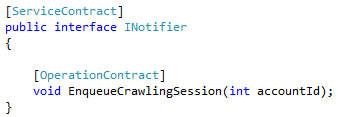 [ServiceContract]
public interface INotifier
{
[OperationContract]
void EnqueueCrawlingSession(int accountId);
}